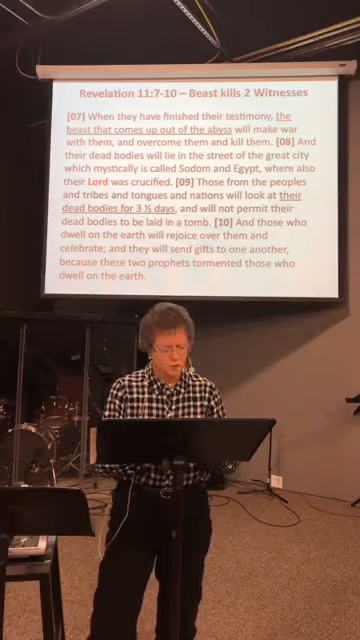 Revelation 11:7-10 – Beast kills 2 Witnesses
[07] When they have finished their testimony, the
beast that comes up out of the abyss will make war
with them, and overcome them and kill them. [08] And
their dead bodies will lie in the street of the great city
which mystically is called Sodom and Egypt, where also
their Lord was crucified. [09] Those from the peoples
and tribes and tongues and nations will look at their
dead bodies for 3 ½ days, and will not permit their
dead bodies to be laid in a tomb. [10] And those who
dwell on the earth will rejoice over them and
celebrate; and they will send gifts to one another,
because these two prophets tormented those who
dwell on the earth.